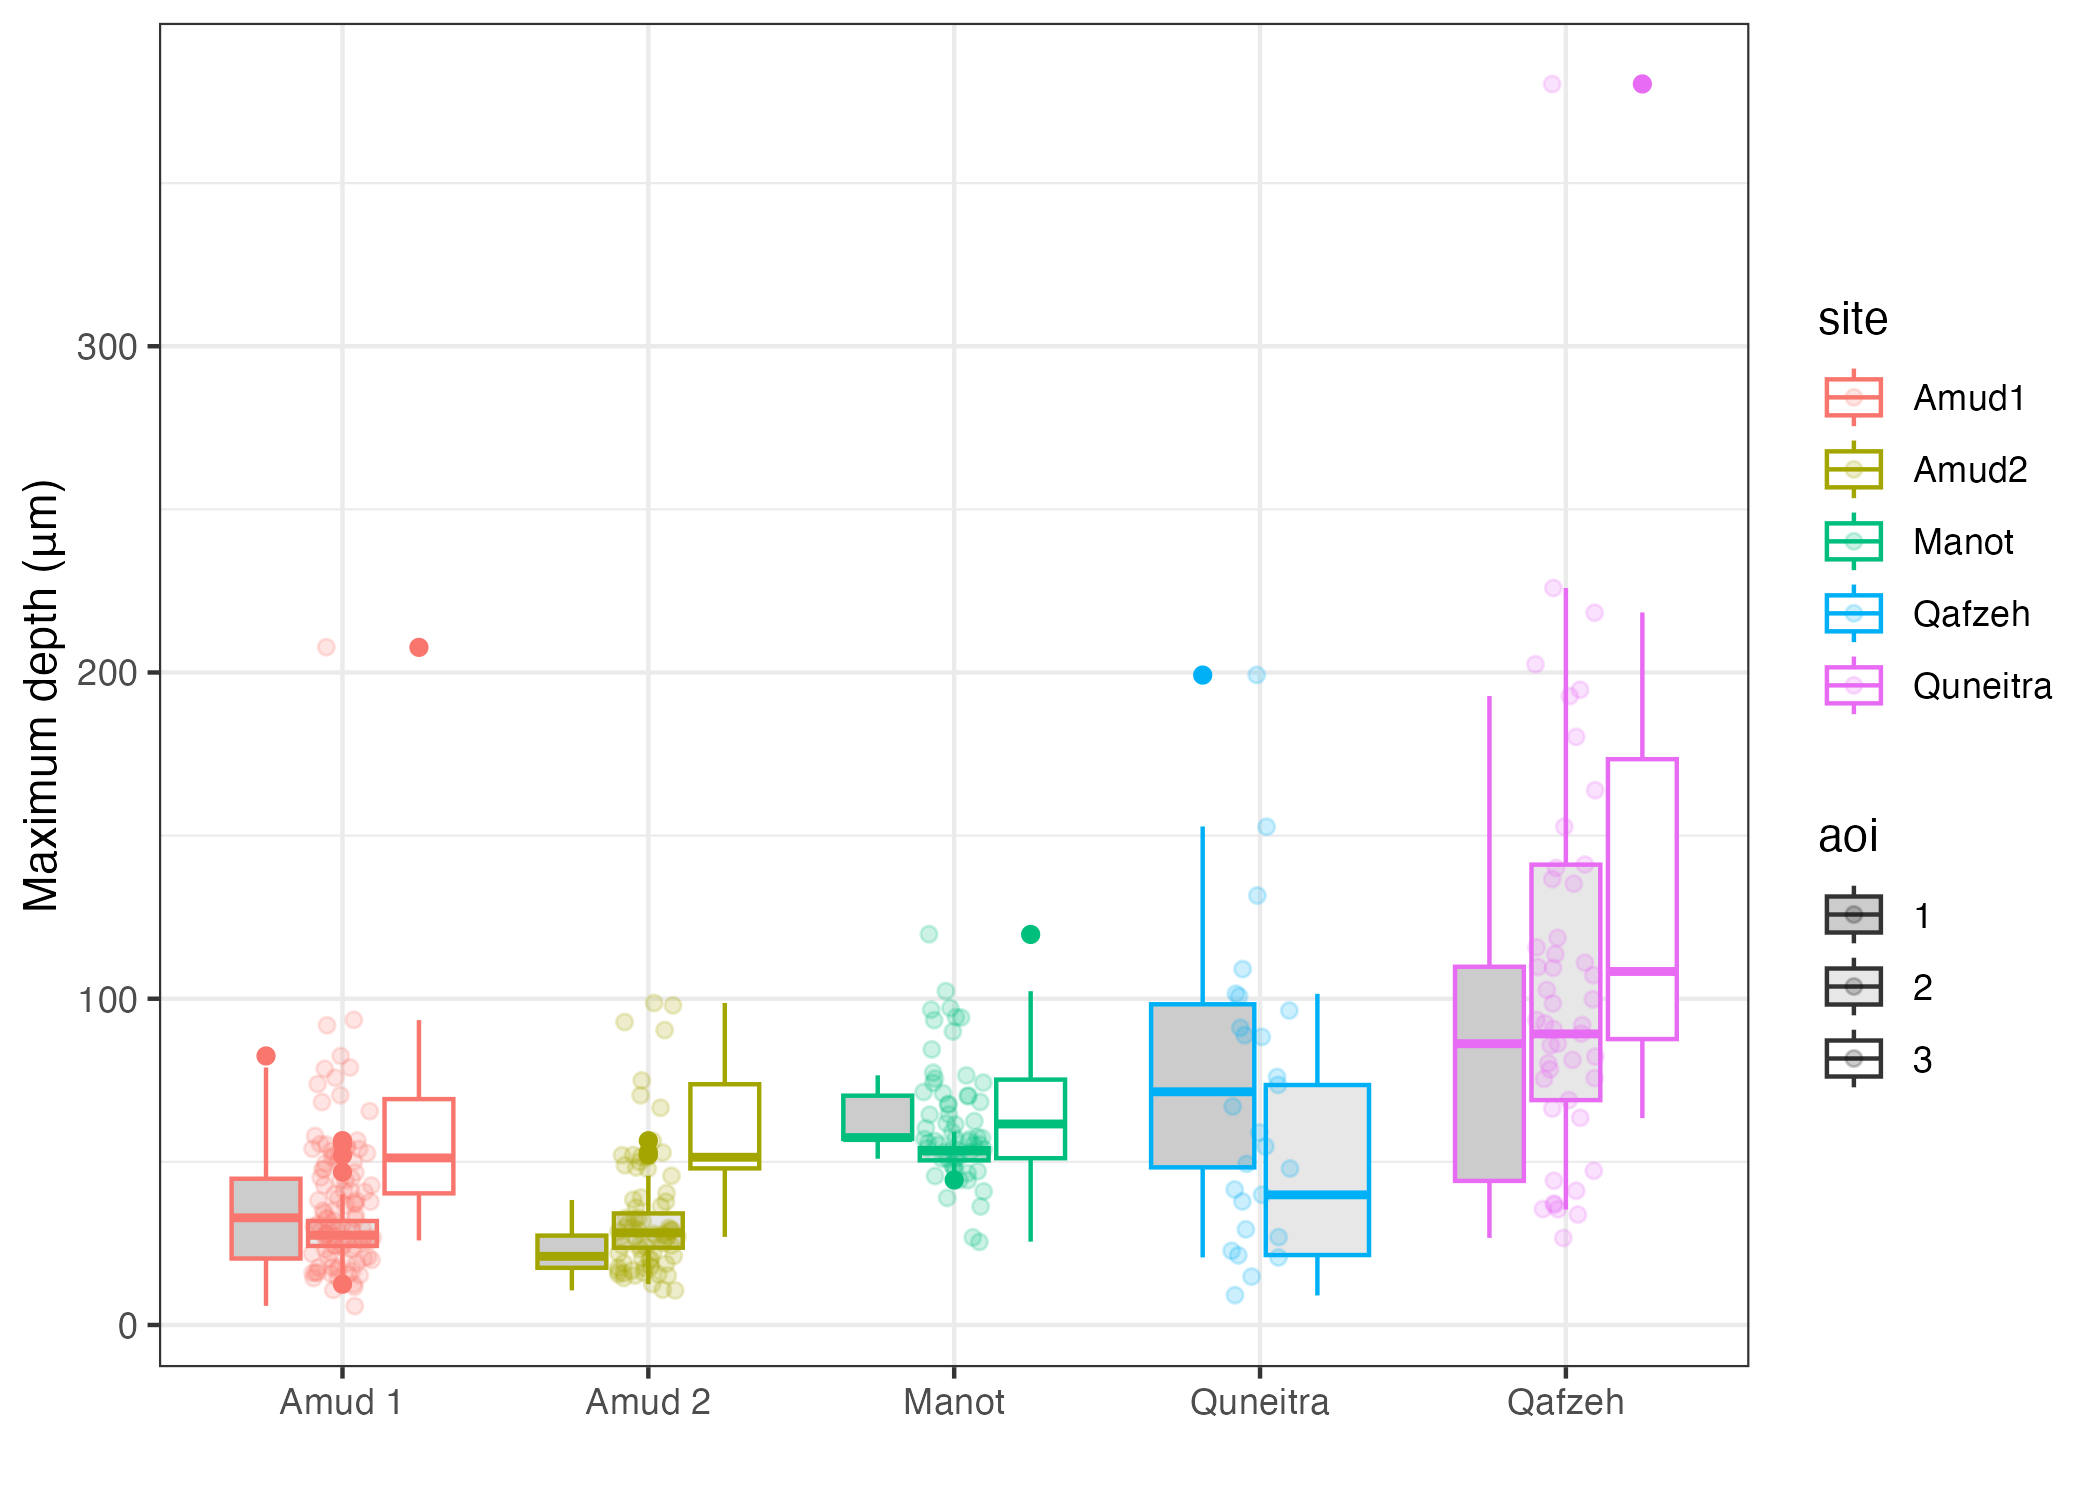 Maximum depth (μm)
300
200
100
0
Amud 1
Amud 2
Manot
Quneitra
Qafzeh
site
Amud1
Amud2
Manot
Qafzeh
Quneitra
aoi
1
2
3